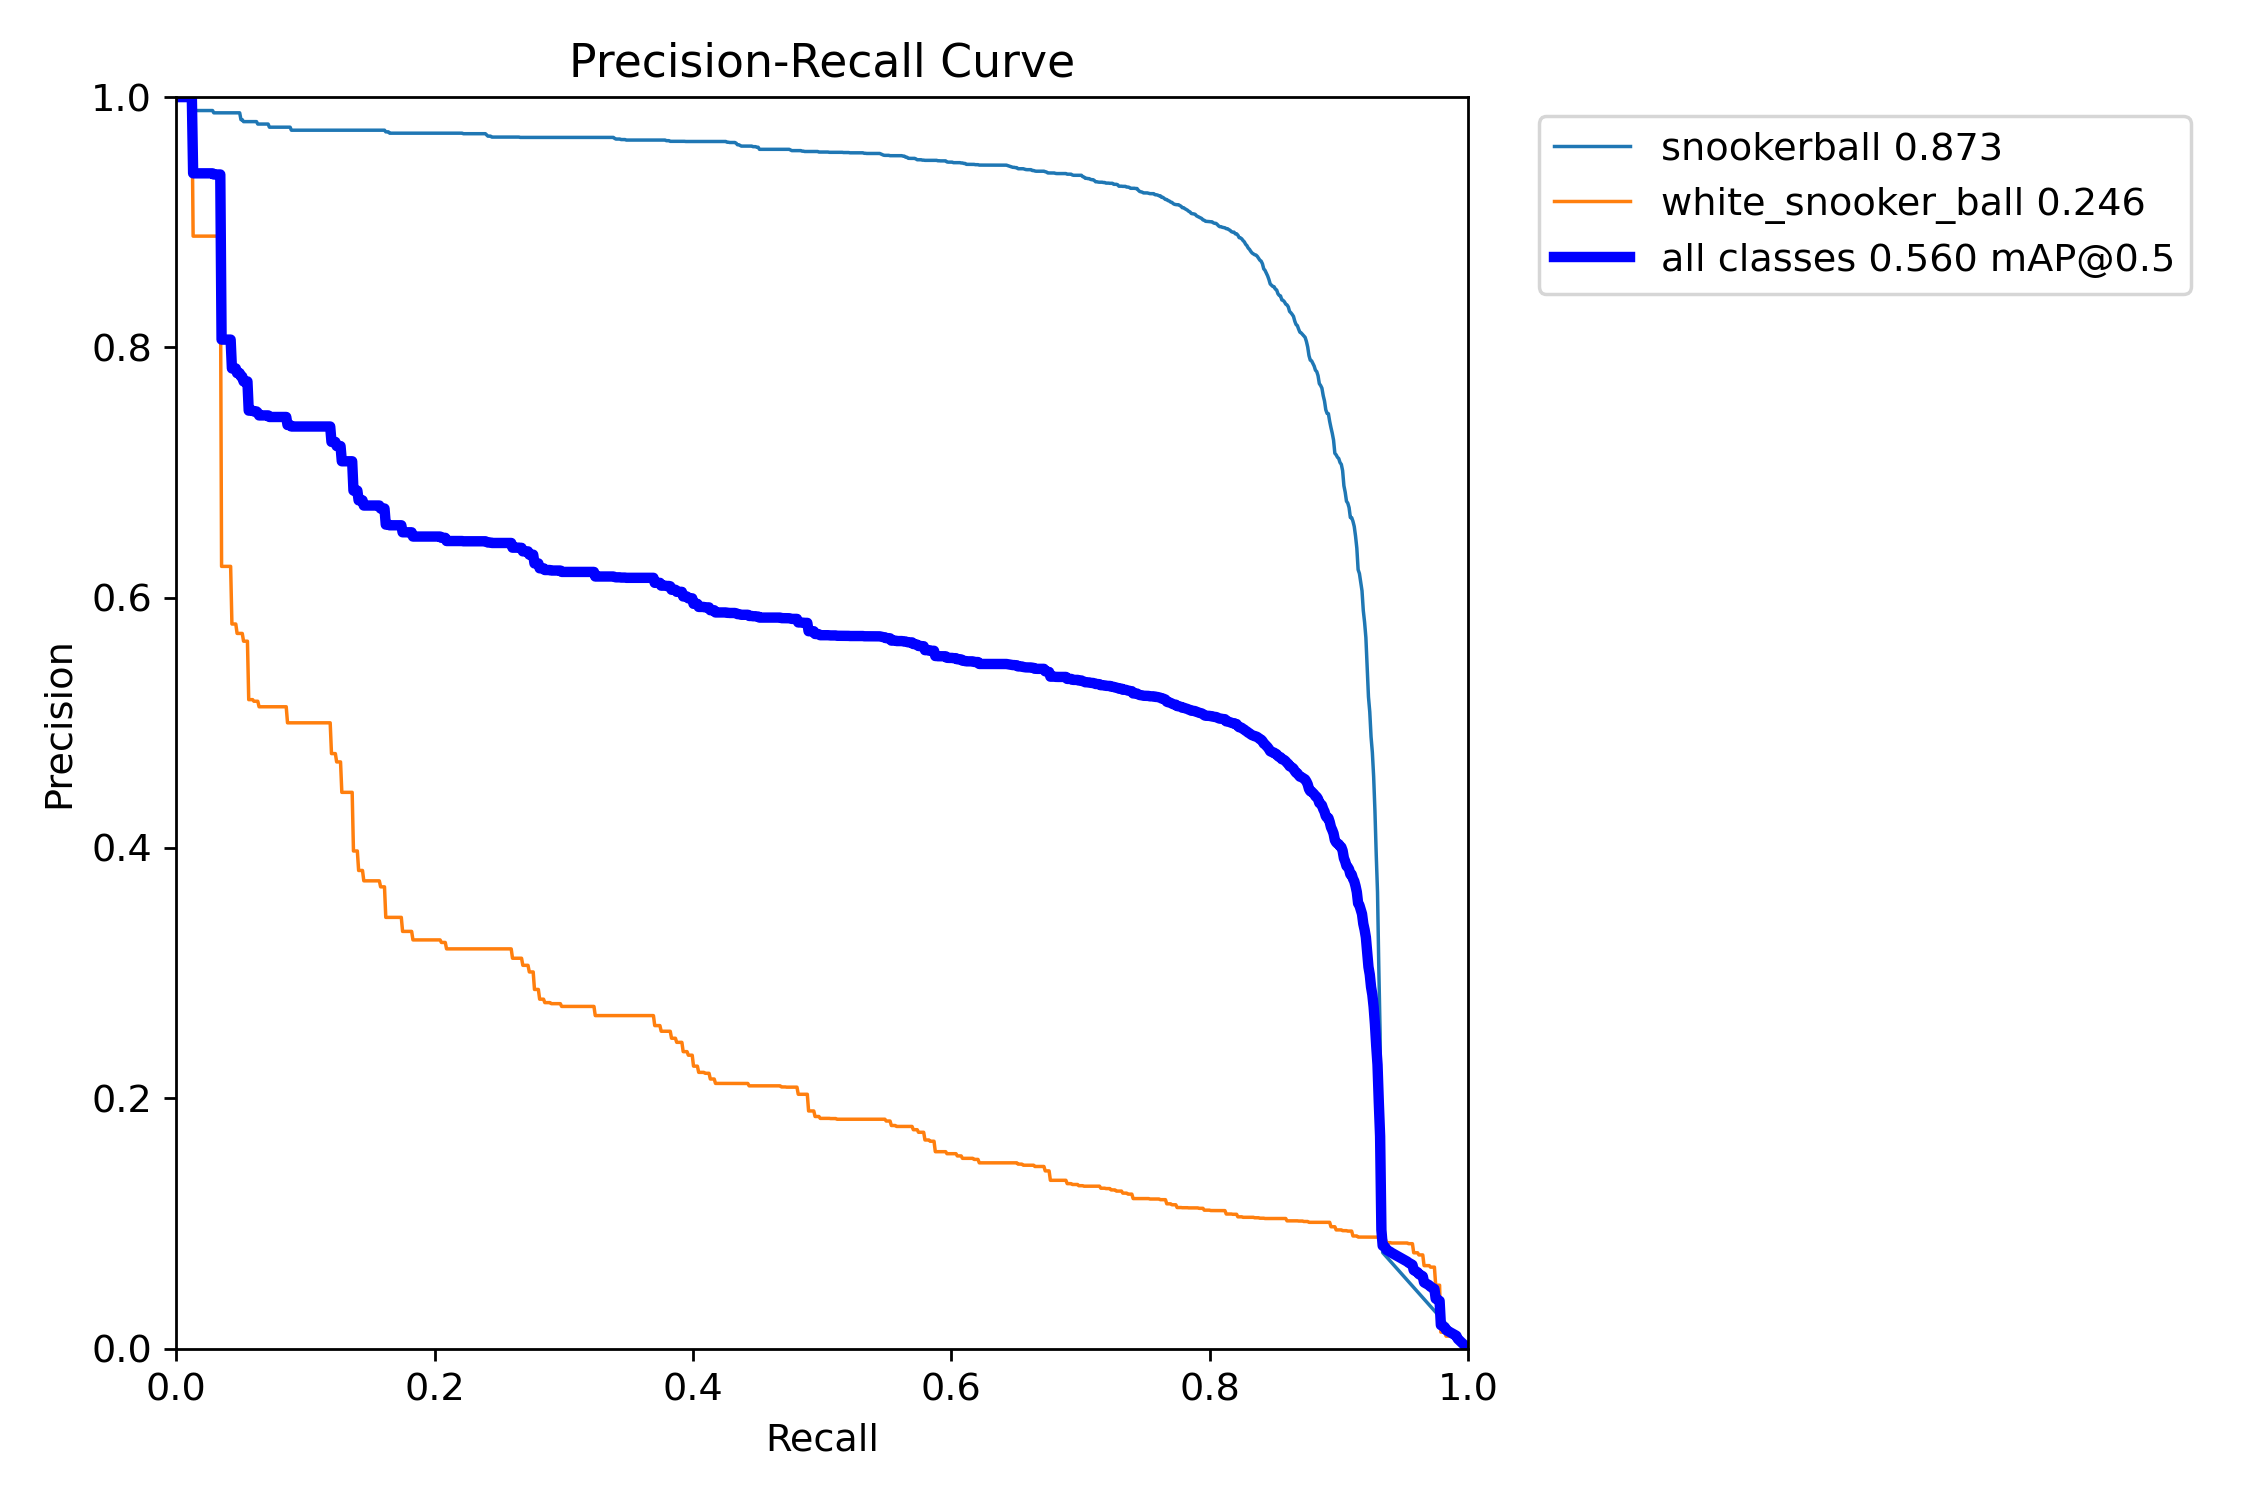 Precision-Recall Curve
1.0
0.8
0.6
0.4
0.2
0.0
Precision
0.0 0.2 0.4 0.6 0.8 1.0
Recall
snookerball 0.873
white_snooker_ball 0.246
all classes 0.560 mAP@0.5